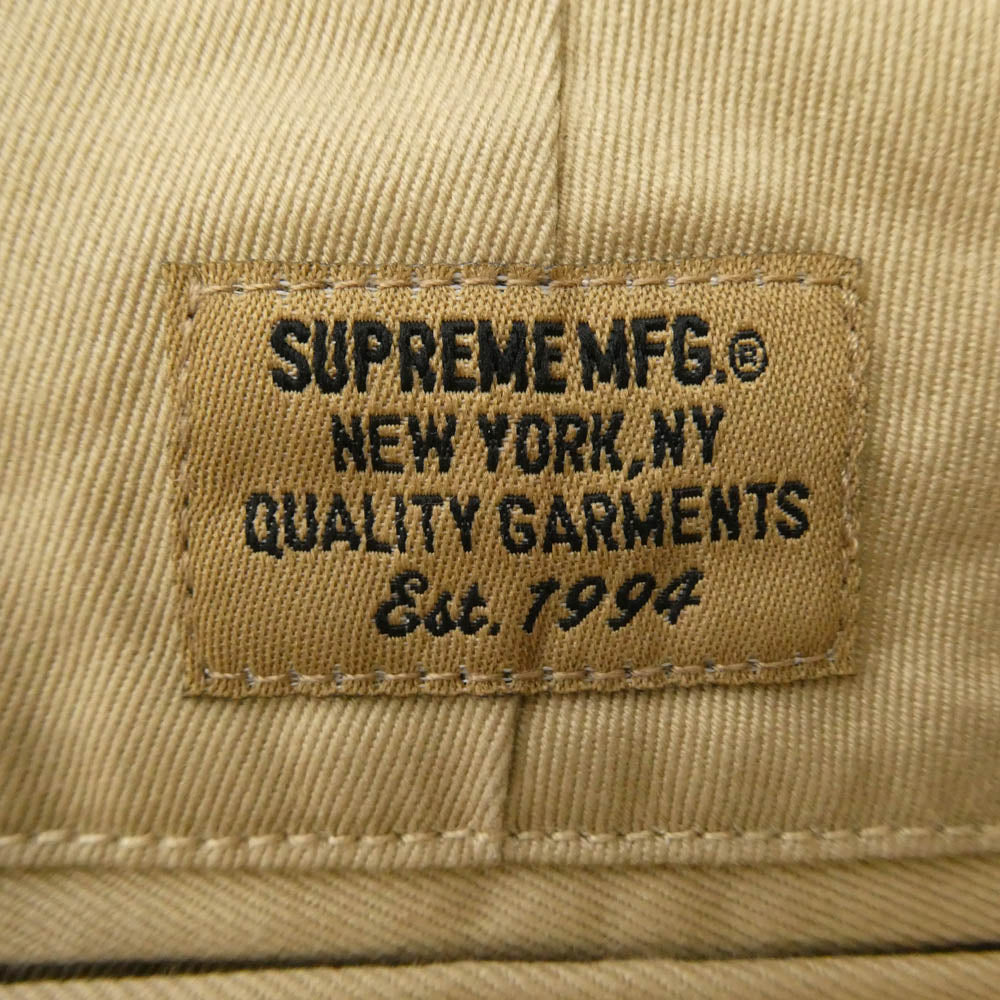 SUPREME MFG.®
NEW YORK, NY
QUALITY GARMENTS
Est. 1994